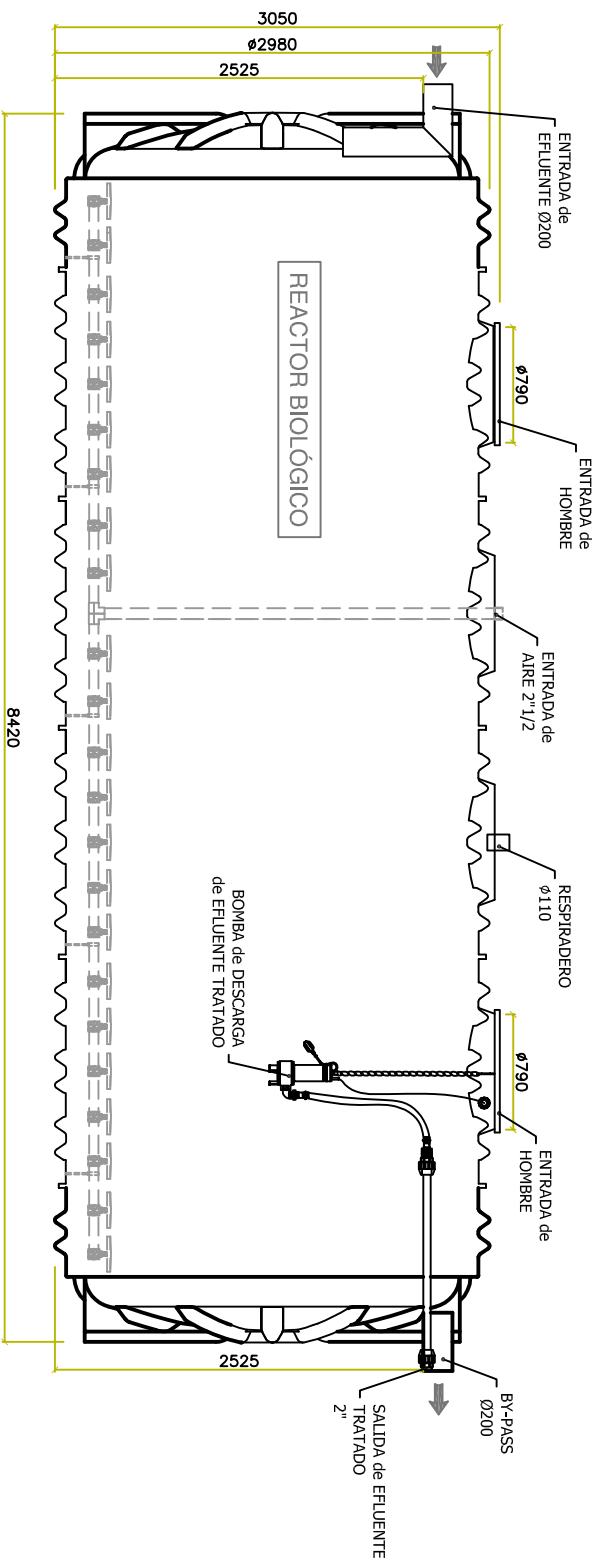 3050
ø2980
2525
ENTRADA de
EFLUENTE Ø200
ø790
ENTRADA de
HOMBRE
ENTRADA de
AIRE 2"1/2
RESPIRADERO
ø110
ø790
ENTRADA de
HOMBRE
REACTOR BIOLÓGICO
BOMBA de DESCARGA
de EFLUENTE TRATADO
BY-PASS
Ø200
SALIDA de EFLUENTE
TRATADO
2"
2525
8420